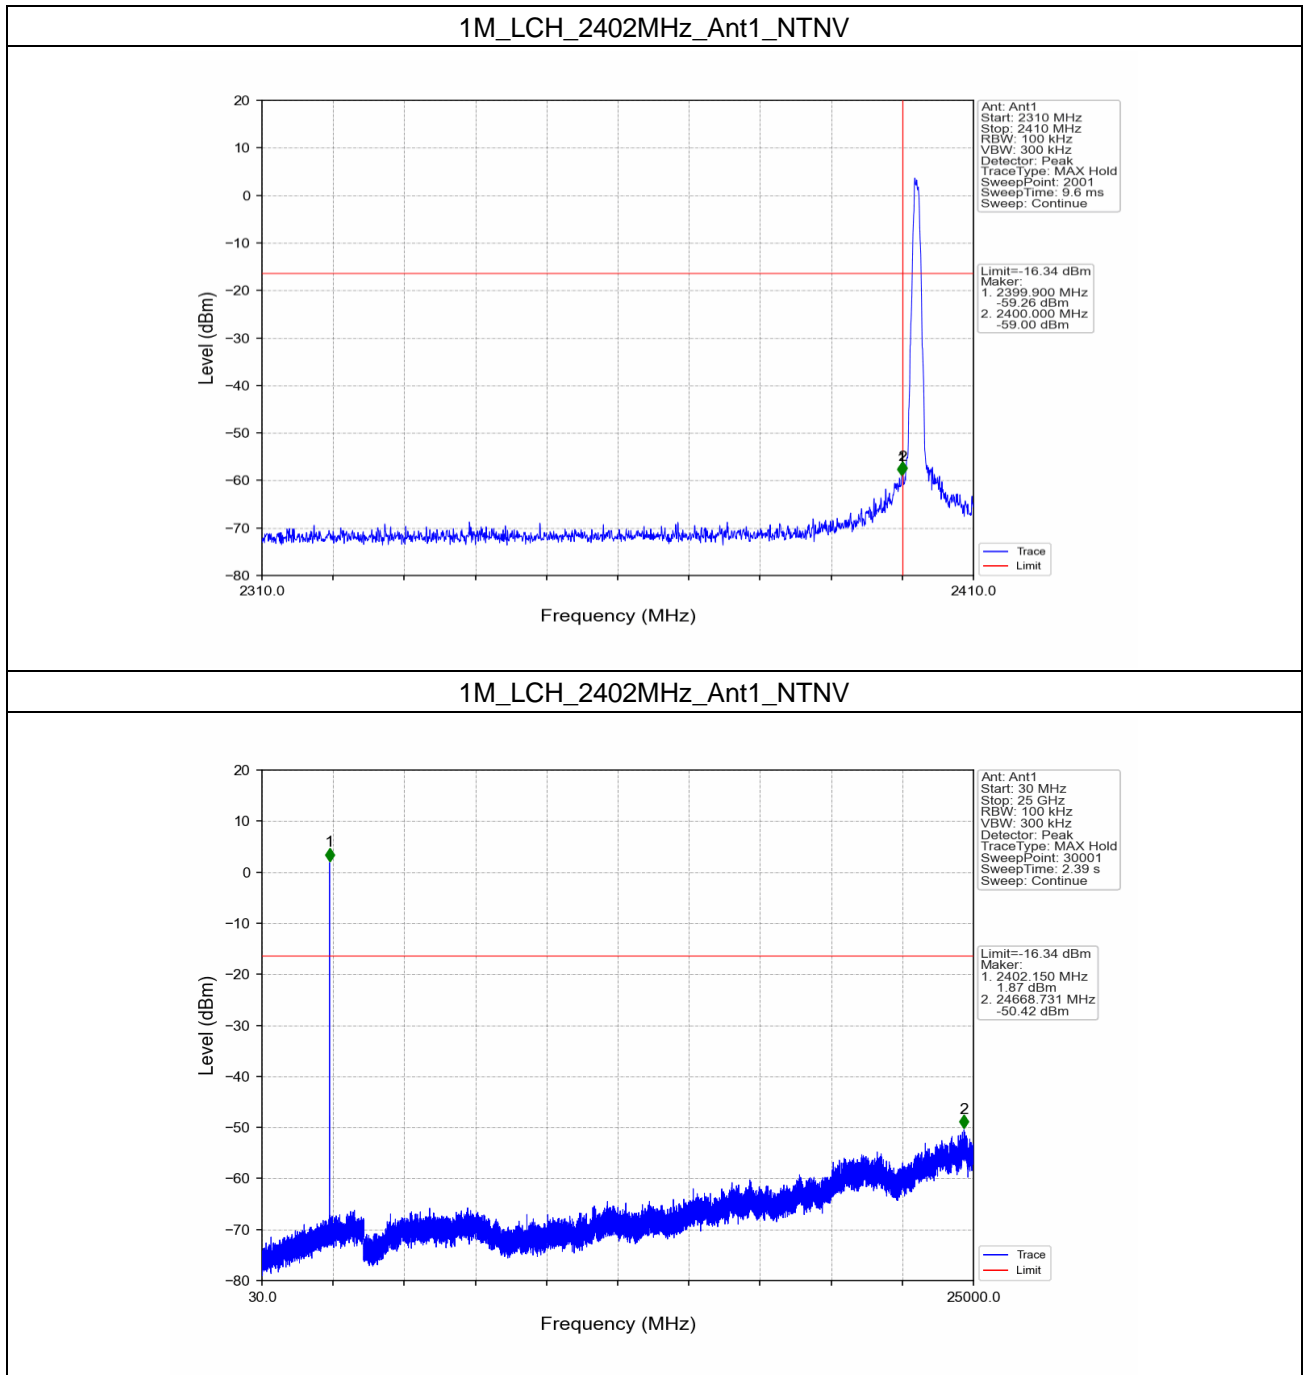 1M_LCH_2402MHz_Ant1_NTNV
20
10
0
−10
−20
−30
−40
−50
−60
−70
−80
Level (dBm)
2310.0
2410.0
Frequency (MHz)
2
Ant: Ant1
Start: 2310 MHz
Stop: 2410 MHz
RBW: 100 kHz
VBW: 300 kHz
Detector: Peak
TraceType: MAX Hold
SweepPoint: 2001
SweepTime: 9.6 ms
Sweep: Continue
Limit=-16.34 dBm
Maker:
1. 2399.900 MHz
-59.26 dBm
2. 2400.000 MHz
-59.00 dBm
Trace
Limit
1M_LCH_2402MHz_Ant1_NTNV
20
10
0
−10
−20
−30
−40
−50
−60
−70
−80
Level (dBm)
30.0
25000.0
Frequency (MHz)
1
2
Ant: Ant1
Start: 30 MHz
Stop: 25 GHz
RBW: 100 kHz
VBW: 300 kHz
Detector: Peak
TraceType: MAX Hold
SweepPoint: 30001
SweepTime: 2.39 s
Sweep: Continue
Limit=-16.34 dBm
Maker:
1. 2402.150 MHz
1.87 dBm
2. 24668.731 MHz
-50.42 dBm
Trace
Limit